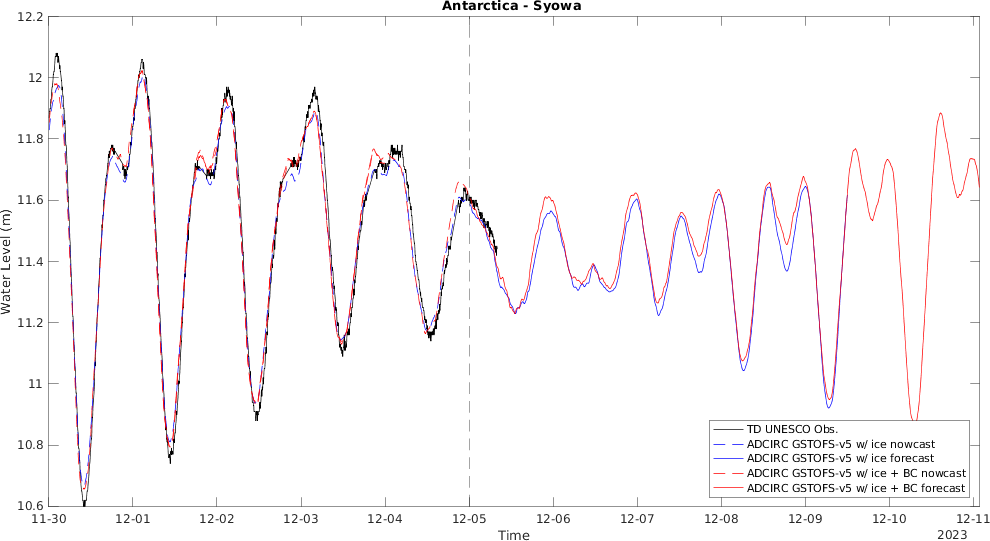 Antarctica - Syowa
Water Level (m)
12.2
12
11.8
11.6
11.4
11.2
11
10.8
10.6
11-30
12-01
12-02
12-03
12-04
12-05
12-06
12-07
12-08
12-09
12-10
12-11
Time
2023
TD UNESCO Obs.
ADCIRC GSTOFS-v5 w/ ice nowcast
ADCIRC GSTOFS-v5 w/ ice forecast
ADCIRC GSTOFS-v5 w/ ice + BC nowcast
ADCIRC GSTOFS-v5 w/ ice + BC forecast